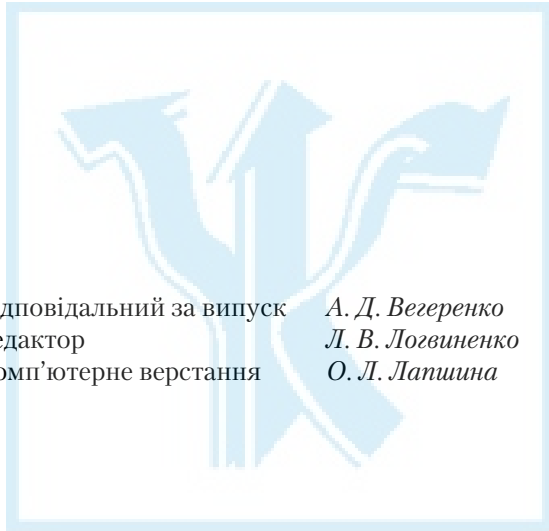 дповідальний за випуск А. Д. Вегеренко
едактор Л. В. Логвиненко
омп’ютерне верстання О. Л. Лапшина